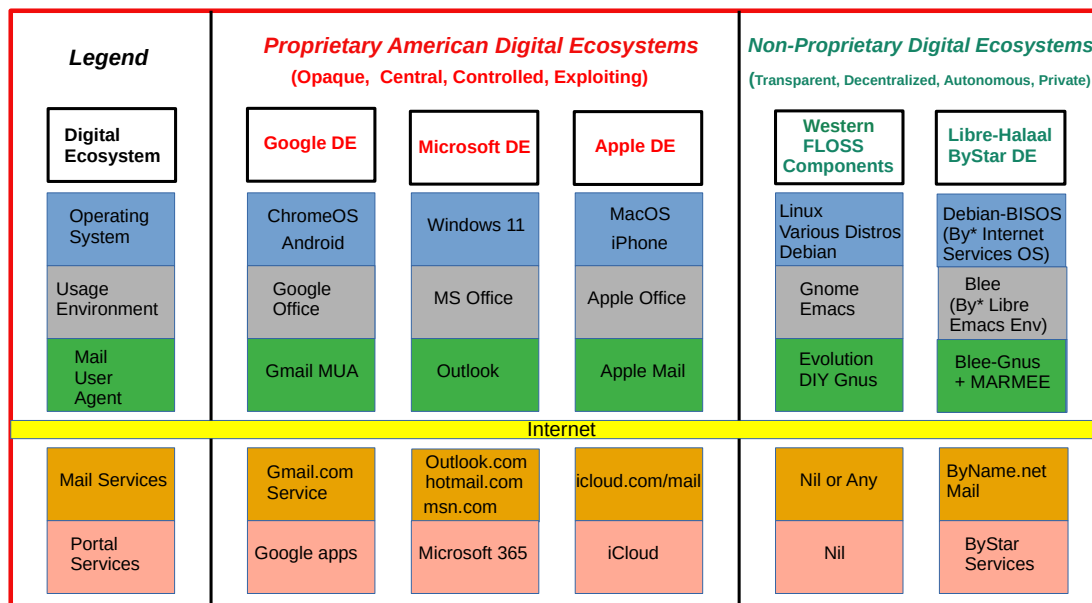 Legend
Proprietary American Digital Ecosystems
(Opaque, Central, Controlled, Exploiting)
Non-Proprietary Digital Ecosystems
(Transparent, Decentralized, Autonomous, Private)
Digital
Ecosystem
Google DE
Microsoft DE
Apple DE
Western
FLOSS
Components
Libre-Halaal
ByStar DE
Operating
System
ChromeOS
Android
Windows 11
MacOS
iPhone
Linux
Various Distros
Debian
Debian-BISOS
(By* Internet
Services OS)
Usage
Environment
Google
Office
MS Office
Apple Office
Gnome
Emacs
Blee
(By* Libre
Emacs Env)
Mail
User
Agent
Gmail MUA
Outlook
Apple Mail
Evolution
DIY Gnus
Blee-Gnus
+ MARMEE
Internet
Mail Services
Gmail.com
Service
Outlook.com
hotmail.com
msn.com
icloud.com/mail
Nil or Any
ByName.net
Mail
Portal
Services
Google apps
Microsoft 365
iCloud
Nil
ByStar
Services